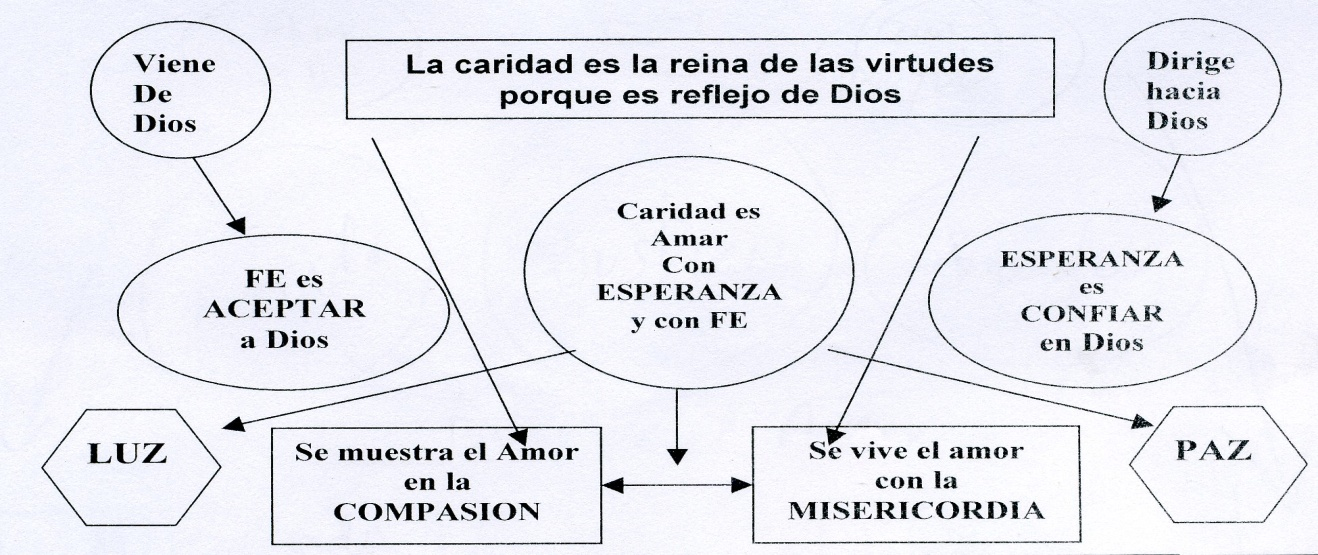 Viene
De
Dios
La caridad es la reina de las virtudes
porque es reflejo de Dios
Dirige
hacia
Dios
FE es
ACEPTAR
a Dios
Caridad es
Amar
Con
ESPERANZA
y con FE
ESPERANZA
es
CONFIAR
en Dios
LUZ
Se muestra el Amor
en la
COMPASION
Se vive el amor
con la
MISERICORDIA
PAZ